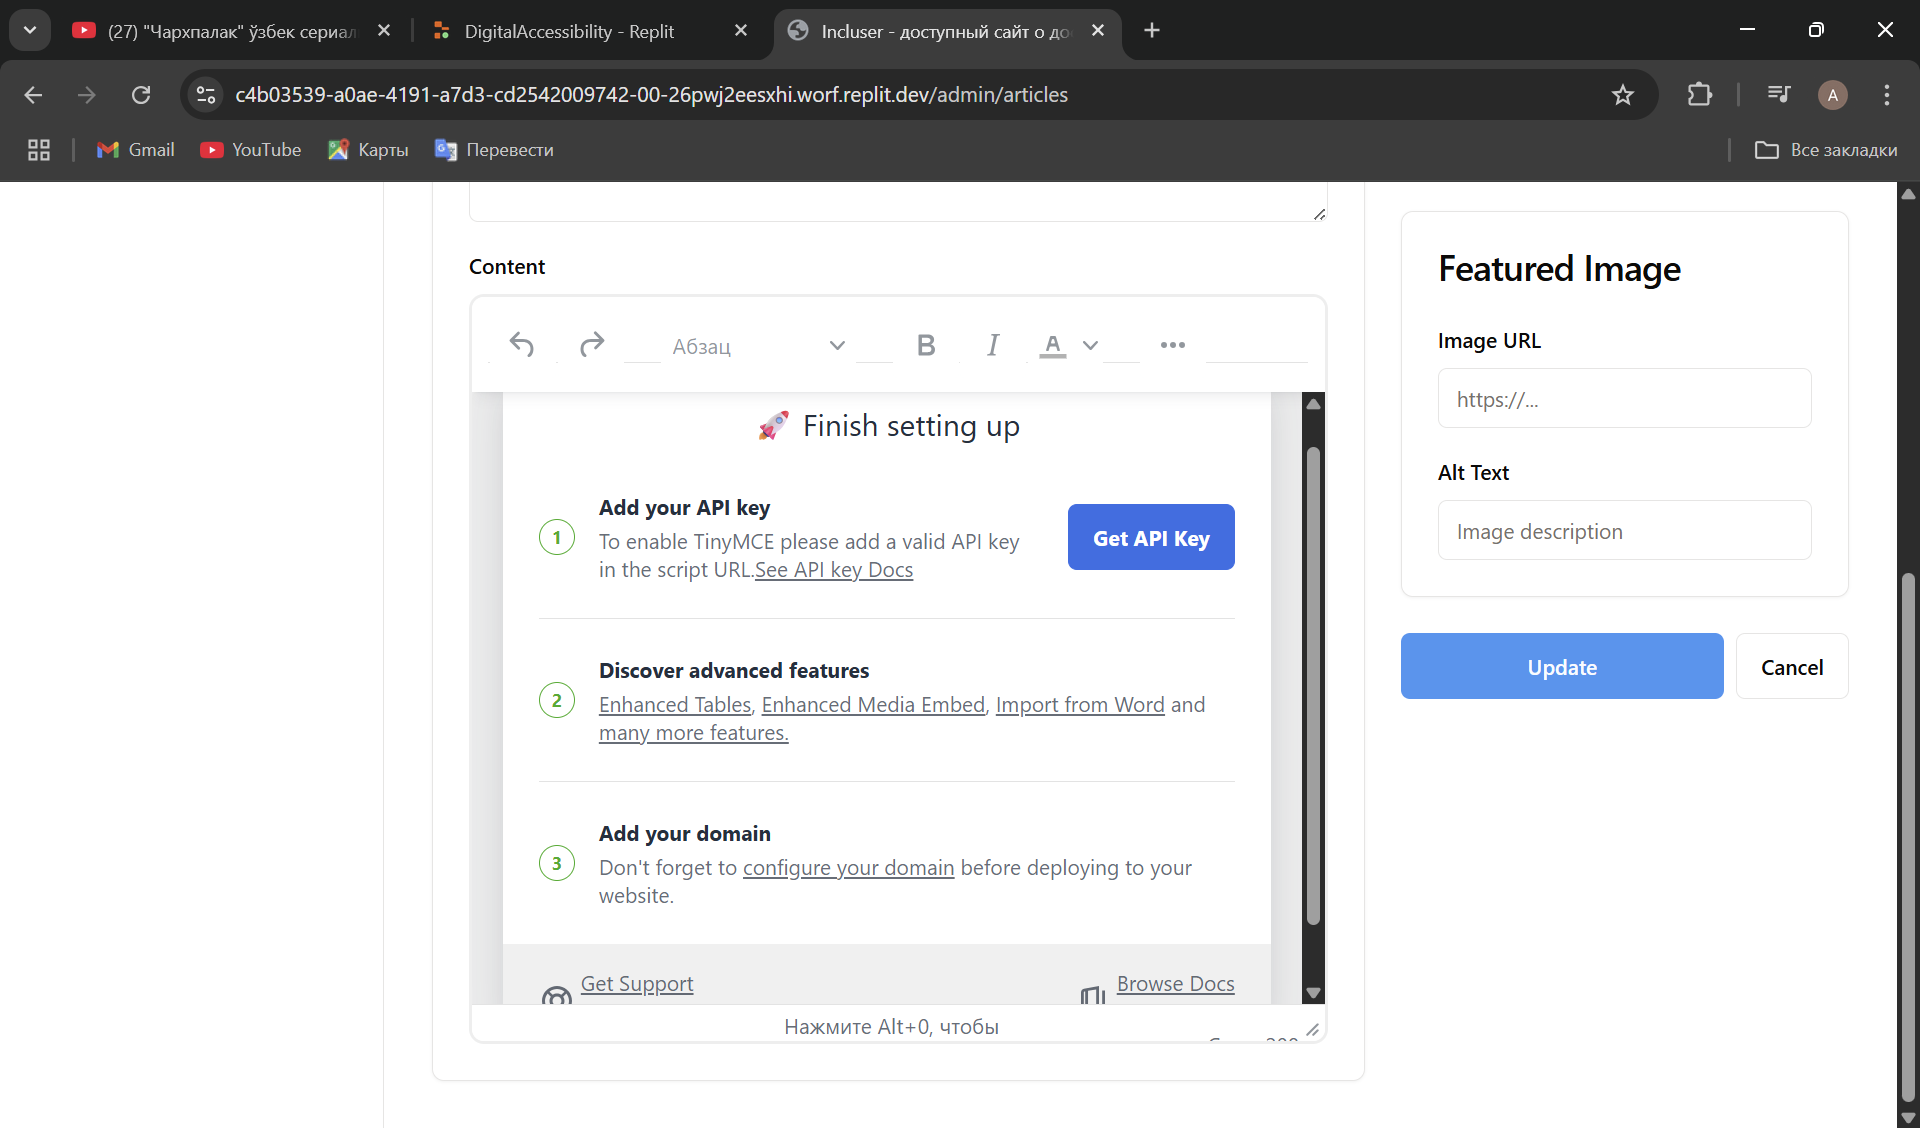 (27) "Чархпалак" ўзбек сериал
DigitalAccessibility - Replit
Incluser - доступный сайт о до
c4b03539-a0ae-4191-a7d3-cd2542009742-00-26pwj2eesxhi.worf.replit.dev/admin/articles
A
Gmail
YouTube
Карты
Перевести
Все закладки
Content
Абзац
B
I
A
🚀 Finish setting up
1
Add your API key
To enable TinyMCE please add a valid API key
in the script URL.See API key Docs
Get API Key
2
Discover advanced features
Enhanced Tables, Enhanced Media Embed, Import from Word and
many more features.
3
Add your domain
Don't forget to configure your domain before deploying to your
website.
Get Support
Browse Docs
Нажмите Alt+0, чтобы
Featured Image
Image URL
https://...
Alt Text
Image description
Update
Cancel